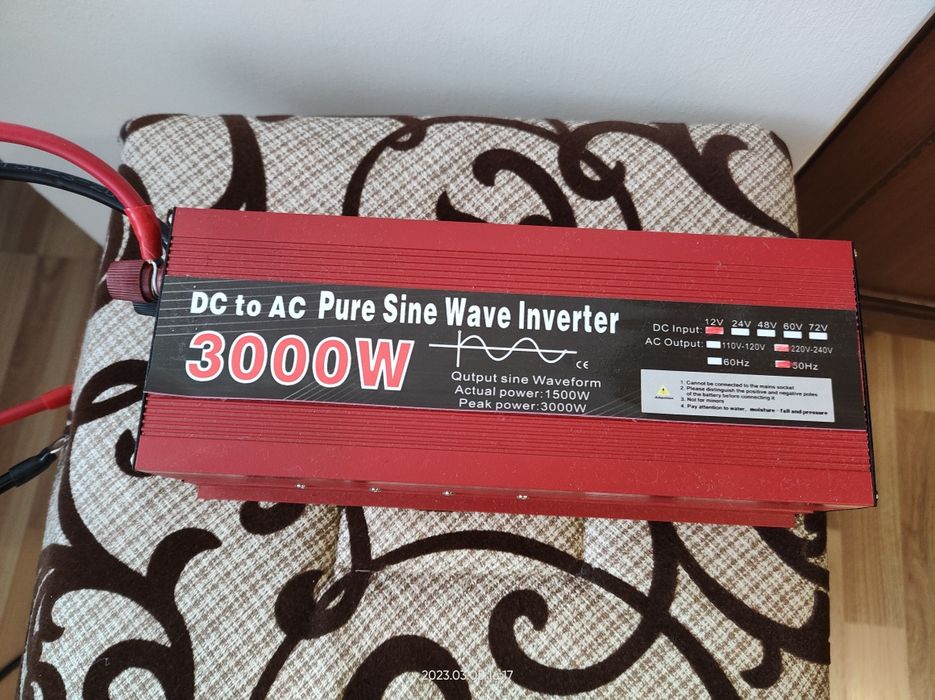 DC to AC Pure Sine Wave Inverter
3000W
CE
Qutput sine Waveform
Actual power:1500W
Peak power:3000W
12V 24V 48V 60V 72V
DC Input:
AC Output: 110V-120V 220V-240V
60Hz 50Hz
1. Cannot be connected to the mains socket
2. Please distinguish the positive and negative poles
of the battery before connecting it
3. Not for minors
4. Pay attention to water, moisture - fall and pressure